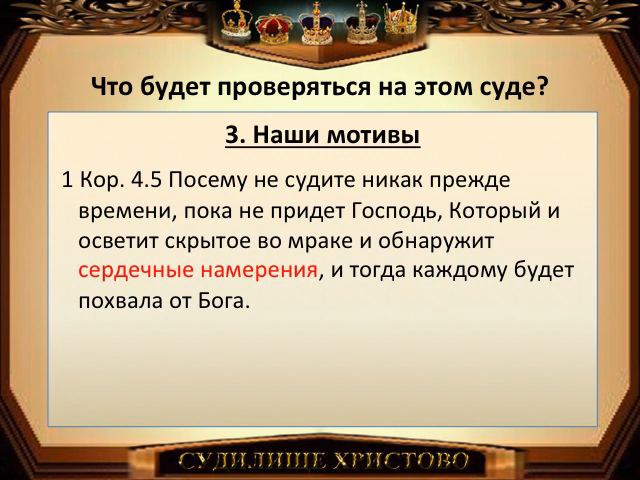 Что будет проверяться на этом суде?
3. Наши мотивы
1 Кор. 4.5 Посему не судите никак прежде
времени, пока не придет Господь, Который и
осветит скрытое во мраке и обнаружит
сердечные намерения, и тогда каждому будет
похвала от Бога.
СУДИЛИЩЕ ХРИСТОВО